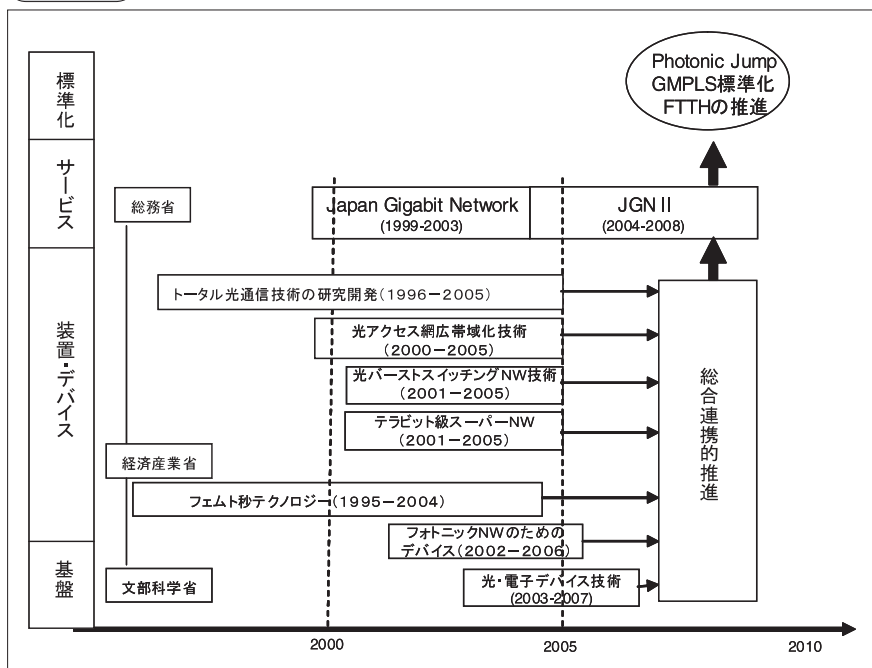 Photonic Jump
GMPLS標準化
FTTHの推進
標準化
サービス
総務省
Japan Gigabit Network
(1999-2003)
JGN II
(2004-2008)
装置・デバイス
トータル光通信技術の研究開発(1996-2005)
光アクセス網広帯域化技術
(2000-2005)
光バーストスイッチングNW技術
(2001-2005)
テラビット級スーパーNW
(2001-2005)
総合連携的推進
経済産業省
フェムト秒テクノロジー(1995-2004)
フォトニックNWのための
デバイス(2002-2006)
基盤
文部科学省
光・電子デバイス技術
(2003-2007)
2000
2005
2010